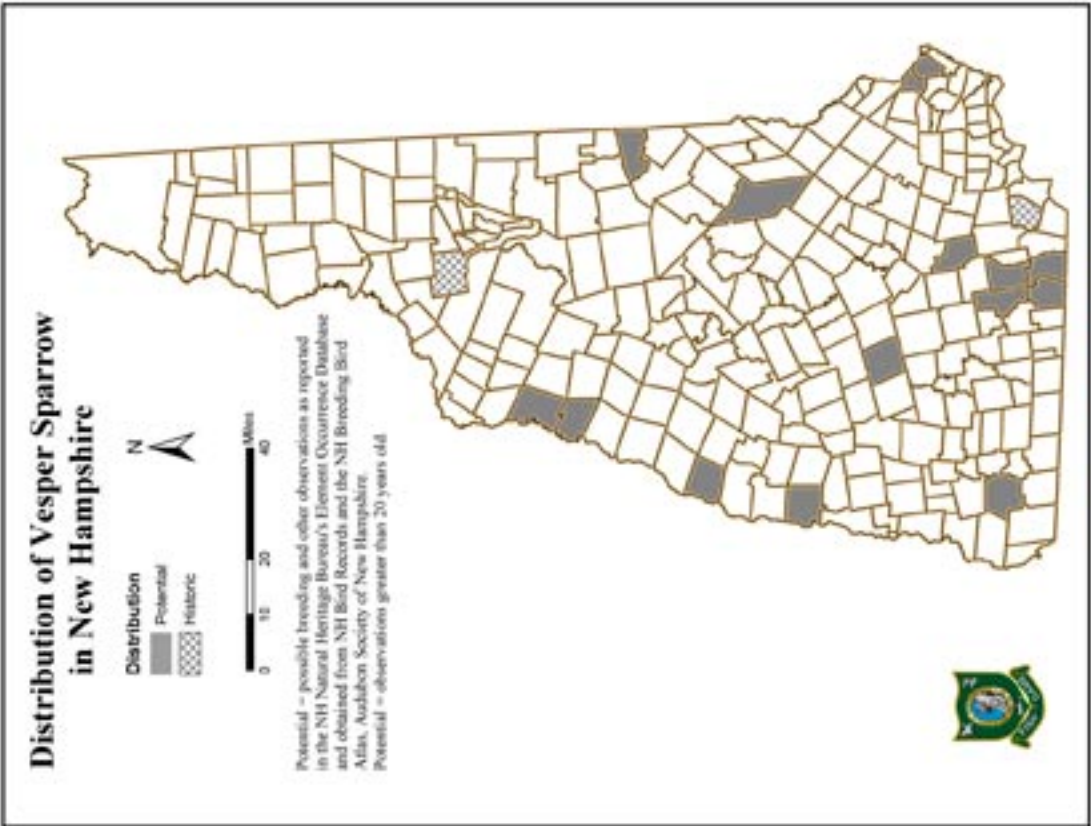 Distribution of Vesper Sparrow
in New Hampshire
N
Distribution
Potential
Historic
0 10 20 40
Miles
Potential = possible breeding and other observations as reported
in the NH Natural Heritage Bureau's Element Occurrence Database
and obtained from NH Bird Records and the NH Breeding Bird
Atlas, Audubon Society of New Hampshire.
Potential = observations greater than 20 years old